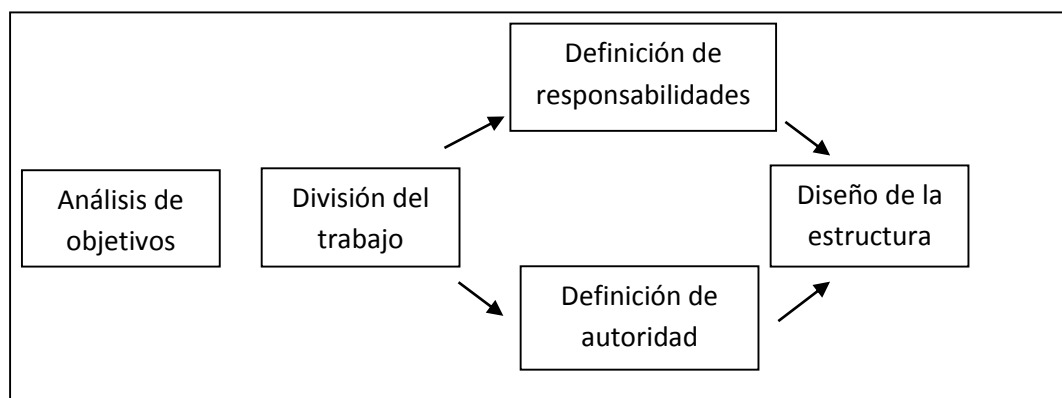 Definición de
responsabilidades
Análisis de
objetivos
División del
trabajo
Diseño de la
estructura
Definición de
autoridad